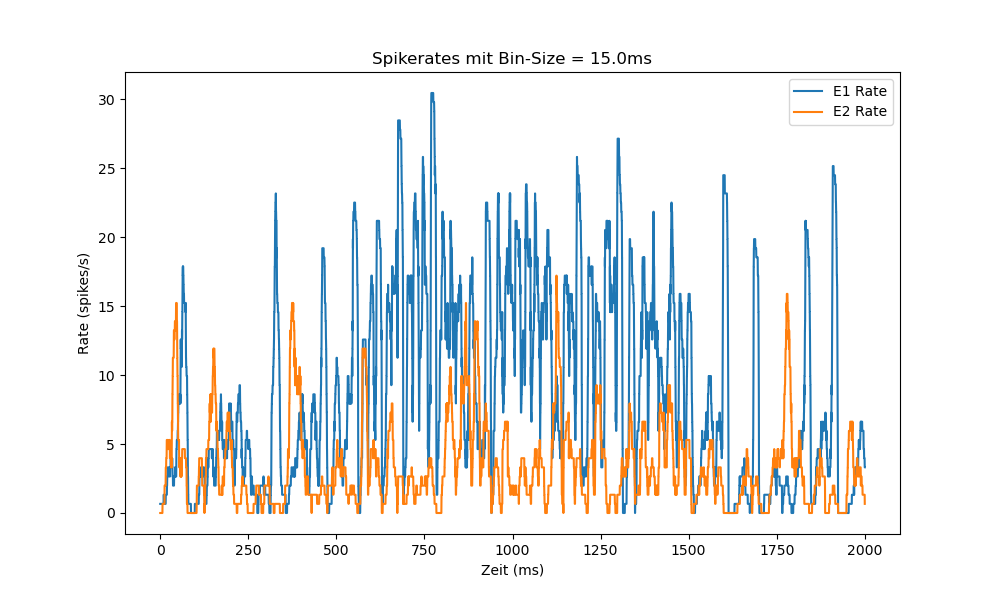 Spikerates mit Bin-Size = 15.0ms
E1 Rate
E2 Rate
30
25
20
15
10
5
0
Rate (spikes/s)
0 250 500 750 1000 1250 1500 1750 2000
Zeit (ms)